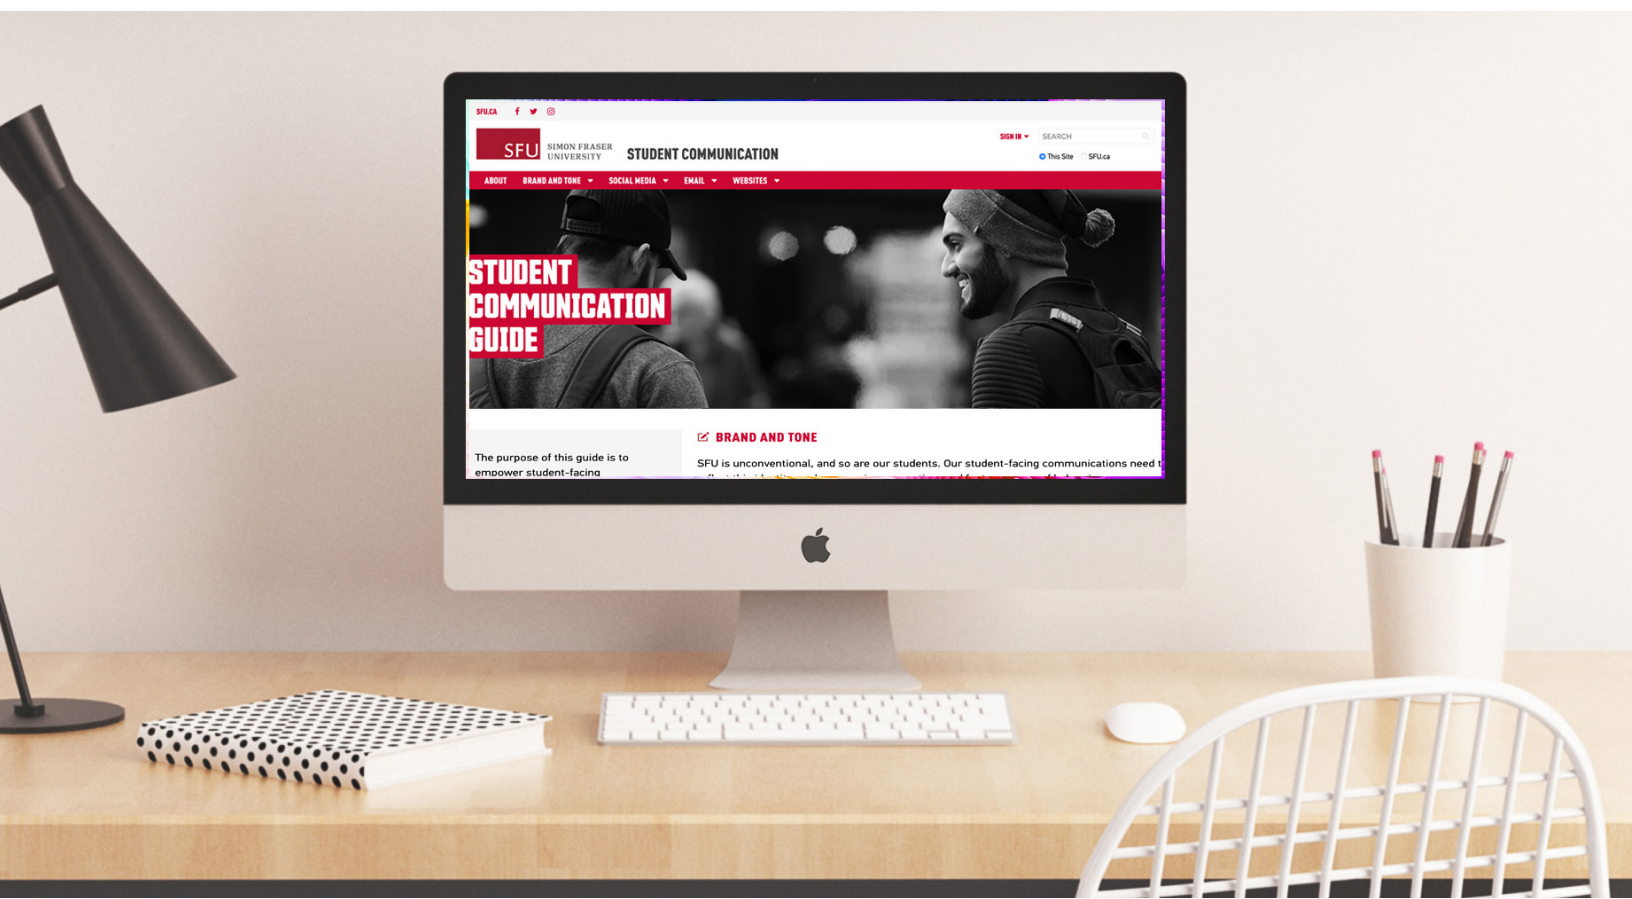 SFU.CA
SFU
SIMON FRASER
UNIVERSITY
STUDENT COMMUNICATION
SIGN IN
SEARCH
This Site
SFU.ca
ABOUT
BRAND AND TONE
SOCIAL MEDIA
EMAIL
WEBSITES
STUDENT
COMMUNICATION
GUIDE
The purpose of this guide is to
empower student-facing
BRAND AND TONE
SFU is unconventional, and so are our students. Our student-facing communications need